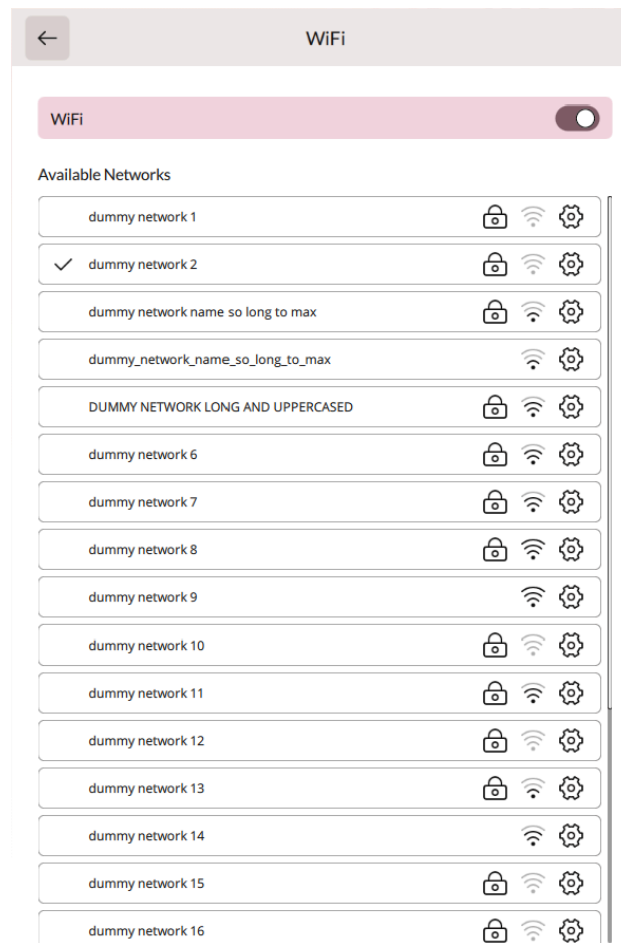 WiFi
WiFi
Available Networks
dummy network 1
dummy network 2
dummy network name so long to max
dummy_network_name_so_long_to_max
DUMMY NETWORK LONG AND UPPERCASED
dummy network 6
dummy network 7
dummy network 8
dummy network 9
dummy network 10
dummy network 11
dummy network 12
dummy network 13
dummy network 14
dummy network 15
dummy network 16